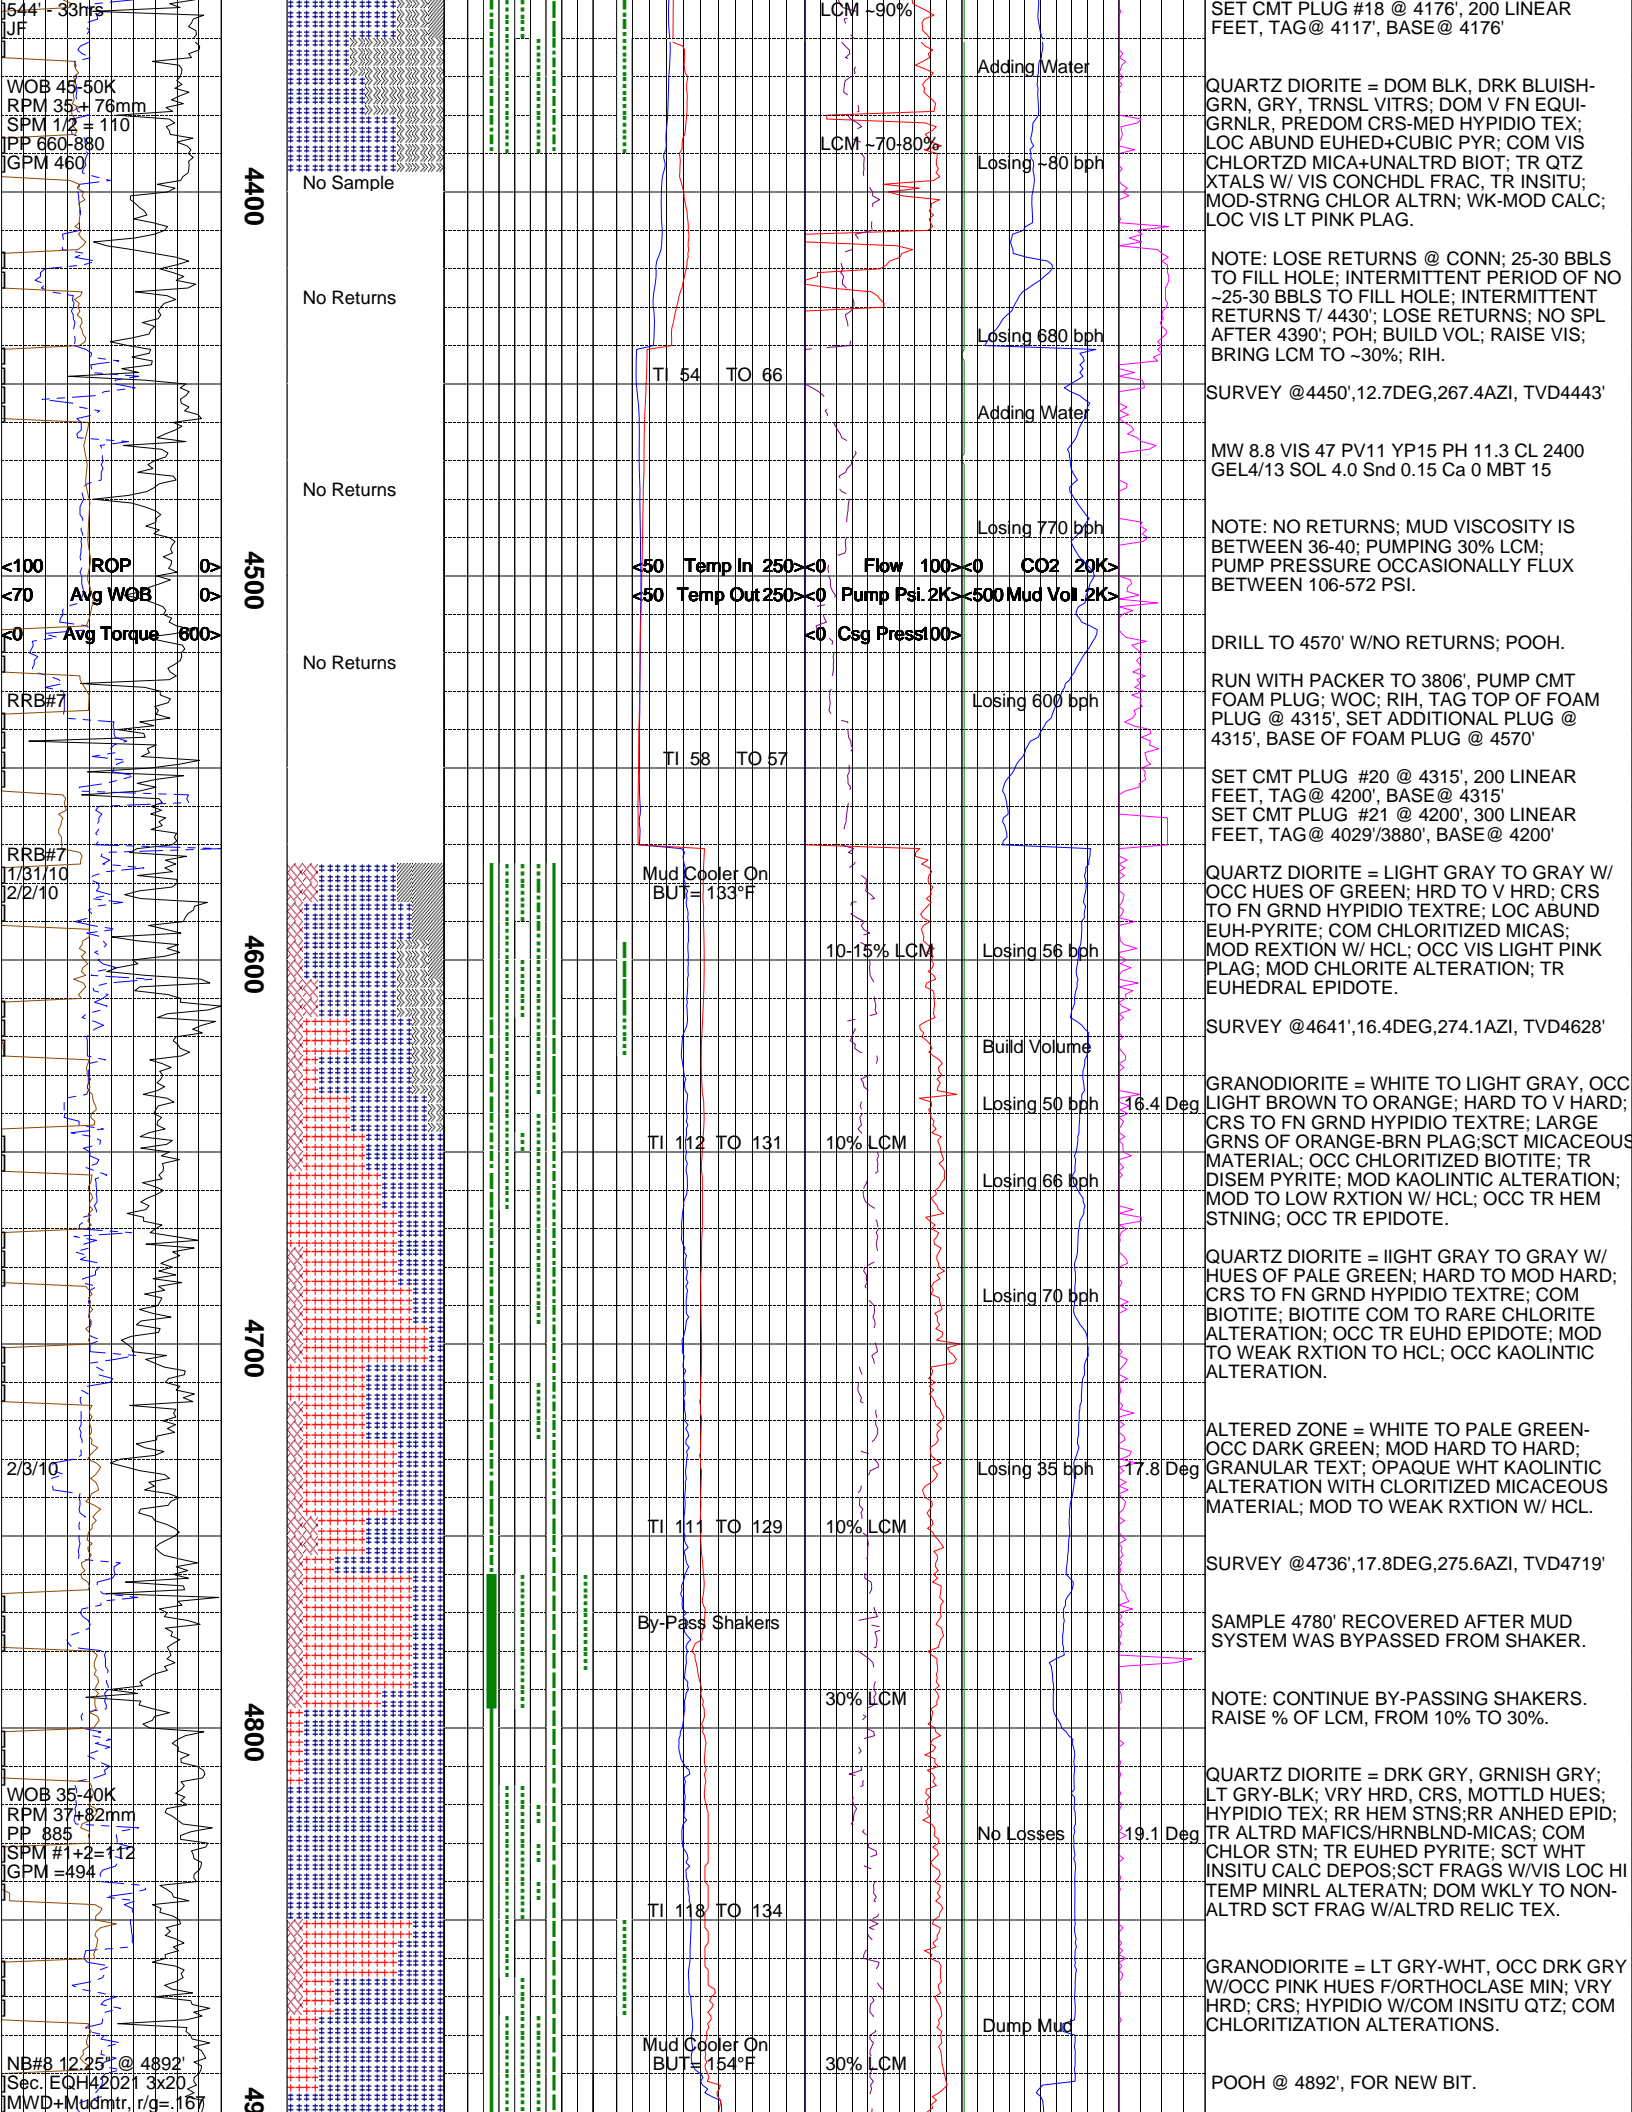 544' - 33hrs
JF
WOB 45-50K
RPM 35 + 76mm
SPM 1/2 = 110
PP 660-880
GPM 460
RRB#7
RRB#7
1/31/10
2/2/10
2/3/10
WOB 35-40K
RPM 37+82mm
PP 885
SPM #1+2=112
GPM =494
NB#8 12.25" @ 4892'
Sec. EQH42021 3x20
MWD+Mudmtr, r/g=.167
<100 ROP 0>
<70 Avg WOB 0>
<0 Avg Torque 600>
4400
4500
4600
4700
4800
49
No Sample
No Returns
No Returns
No Returns
TI 54 TO 66
<50 Temp In 250>
<50 Temp Out 250>
TI 58 TO 57
Mud Cooler On
BUT= 133°F
TI 112 TO 131
TI 111 TO 129
By-Pass Shakers
TI 118 TO 134
Mud Cooler On
BUT= 154°F
LCM ~90%
LCM ~70-80%
<0 Flow 100>
<0 Pump Psi. 2K>
<0 Csg Press 100>
10-15% LCM
10% LCM
10% LCM
30% LCM
30% LCM
Adding Water
Losing ~80 bph
Losing 680 bph
Adding Water
Losing 770 bph
<0 CO2 20K>
<500 Mud Vol .2K>
Losing 600 bph
Losing 56 bph
Build Volume
Losing 50 bph
Losing 66 bph
Losing 70 bph
Losing 35 bph
No Losses
Dump Mud
16.4 Deg
17.8 Deg
19.1 Deg
SET CMT PLUG #18 @ 4176', 200 LINEAR
FEET, TAG@ 4117', BASE@ 4176'
QUARTZ DIORITE = DOM BLK, DRK BLUISH-
GRN, GRY, TRNSL VITRS; DOM V FN EQUI-
GRNLR, PREDOM CRS-MED HYPIDIO TEX;
LOC ABUND EUHED+CUBIC PYR; COM VIS
CHLORTZD MICA+UNALTRD BIOT; TR QTZ
XTALS W/ VIS CONCHDL FRAC, TR INSITU;
MOD-STRNG CHLOR ALTRN; WK-MOD CALC;
LOC VIS LT PINK PLAG.
NOTE: LOSE RETURNS @ CONN; 25-30 BBLS
TO FILL HOLE; INTERMITTENT PERIOD OF NO
~25-30 BBLS TO FILL HOLE; INTERMITTENT
RETURNS T/ 4430'; LOSE RETURNS; NO SPL
AFTER 4390'; POH; BUILD VOL; RAISE VIS;
BRING LCM TO ~30%; RIH.
SURVEY @4450',12.7DEG,267.4AZI, TVD4443'
MW 8.8 VIS 47 PV11 YP15 PH 11.3 CL 2400
GEL4/13 SOL 4.0 Snd 0.15 Ca 0 MBT 15
NOTE: NO RETURNS; MUD VISCOSITY IS
BETWEEN 36-40; PUMPING 30% LCM;
PUMP PRESSURE OCCASIONALLY FLUX
BETWEEN 106-572 PSI.
DRILL TO 4570' W/NO RETURNS; POOH.
RUN WITH PACKER TO 3806', PUMP CMT
FOAM PLUG; WOC; RIH, TAG TOP OF FOAM
PLUG @ 4315', SET ADDITIONAL PLUG @
4315', BASE OF FOAM PLUG @ 4570'
SET CMT PLUG #20 @ 4315', 200 LINEAR
FEET, TAG@ 4200', BASE@ 4315'
SET CMT PLUG #21 @ 4200', 300 LINEAR
FEET, TAG@ 4029'/3880', BASE@ 4200'
QUARTZ DIORITE = LIGHT GRAY TO GRAY W/
OCC HUES OF GREEN; HRD TO V HRD; CRS
TO FN GRND HYPIDIO TEXTRE; LOC ABUND
EUH-PYRITE; COM CHLORITIZED MICAS;
MOD REXTION W/ HCL; OCC VIS LIGHT PINK
PLAG; MOD CHLORITE ALTERATION; TR
EUHEDRAL EPIDOTE.
SURVEY @4641',16.4DEG,274.1AZI, TVD4628'
GRANODIORITE = WHITE TO LIGHT GRAY, OCC
LIGHT BROWN TO ORANGE; HARD TO V HARD;
CRS TO FN GRND HYPIDIO TEXTRE; LARGE
GRNS OF ORANGE-BRN PLAG;SCT MICACEOUS
MATERIAL; OCC CHLORITIZED BIOTITE; TR
DISEM PYRITE; MOD KAOLINTIC ALTERATION;
MOD TO LOW RXTION W/ HCL; OCC TR HEM
STNING; OCC TR EPIDOTE.
QUARTZ DIORITE = lIGHT GRAY TO GRAY W/
HUES OF PALE GREEN; HARD TO MOD HARD;
CRS TO FN GRND HYPIDIO TEXTRE; COM
BIOTITE; BIOTITE COM TO RARE CHLORITE
ALTERATION; OCC TR EUHD EPIDOTE; MOD
TO WEAK RXTION TO HCL; OCC KAOLINTIC
ALTERATION.
ALTERED ZONE = WHITE TO PALE GREEN-
OCC DARK GREEN; MOD HARD TO HARD;
GRANULAR TEXT; OPAQUE WHT KAOLINTIC
ALTERATION WITH CLORITIZED MICACEOUS
MATERIAL; MOD TO WEAK RXTION W/ HCL.
SURVEY @4736',17.8DEG,275.6AZI, TVD4719'
SAMPLE 4780' RECOVERED AFTER MUD
SYSTEM WAS BYPASSED FROM SHAKER.
NOTE: CONTINUE BY-PASSING SHAKERS.
RAISE % OF LCM, FROM 10% TO 30%.
QUARTZ DIORITE = DRK GRY, GRNISH GRY;
LT GRY-BLK; VRY HRD, CRS, MOTTLD HUES;
HYPIDIO TEX; RR HEM STNS;RR ANHED EPID;
TR ALTRD MAFICS/HRNBLND-MICAS; COM
CHLOR STN; TR EUHED PYRITE; SCT WHT
INSITU CALC DEPOS;SCT FRAGS W/VIS LOC HI
TEMP MINRL ALTERATN; DOM WKLY TO NON-
ALTRD SCT FRAG W/ALTRD RELIC TEX.
GRANODIORITE = LT GRY-WHT, OCC DRK GRY
W/OCC PINK HUES F/ORTHOCLASE MIN; VRY
HRD; CRS; HYPIDIO W/COM INSITU QTZ; COM
CHLORITIZATION ALTERATIONS.
POOH @ 4892', FOR NEW BIT.